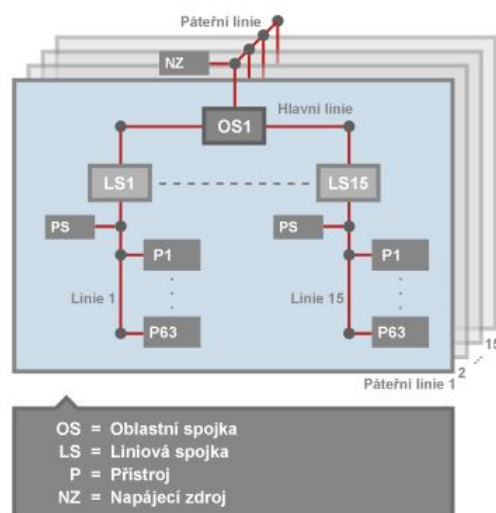 Páteřní linie
NZ
Hlavní linie
OS1
LS1
LS15
PS
PS
P1
P1
Linie 1
Linie 15
P63
P63
15
2
Páteřní linie 1
OS = Oblastní spojka
LS = Liniová spojka
P = Přístroj
NZ = Napájecí zdroj